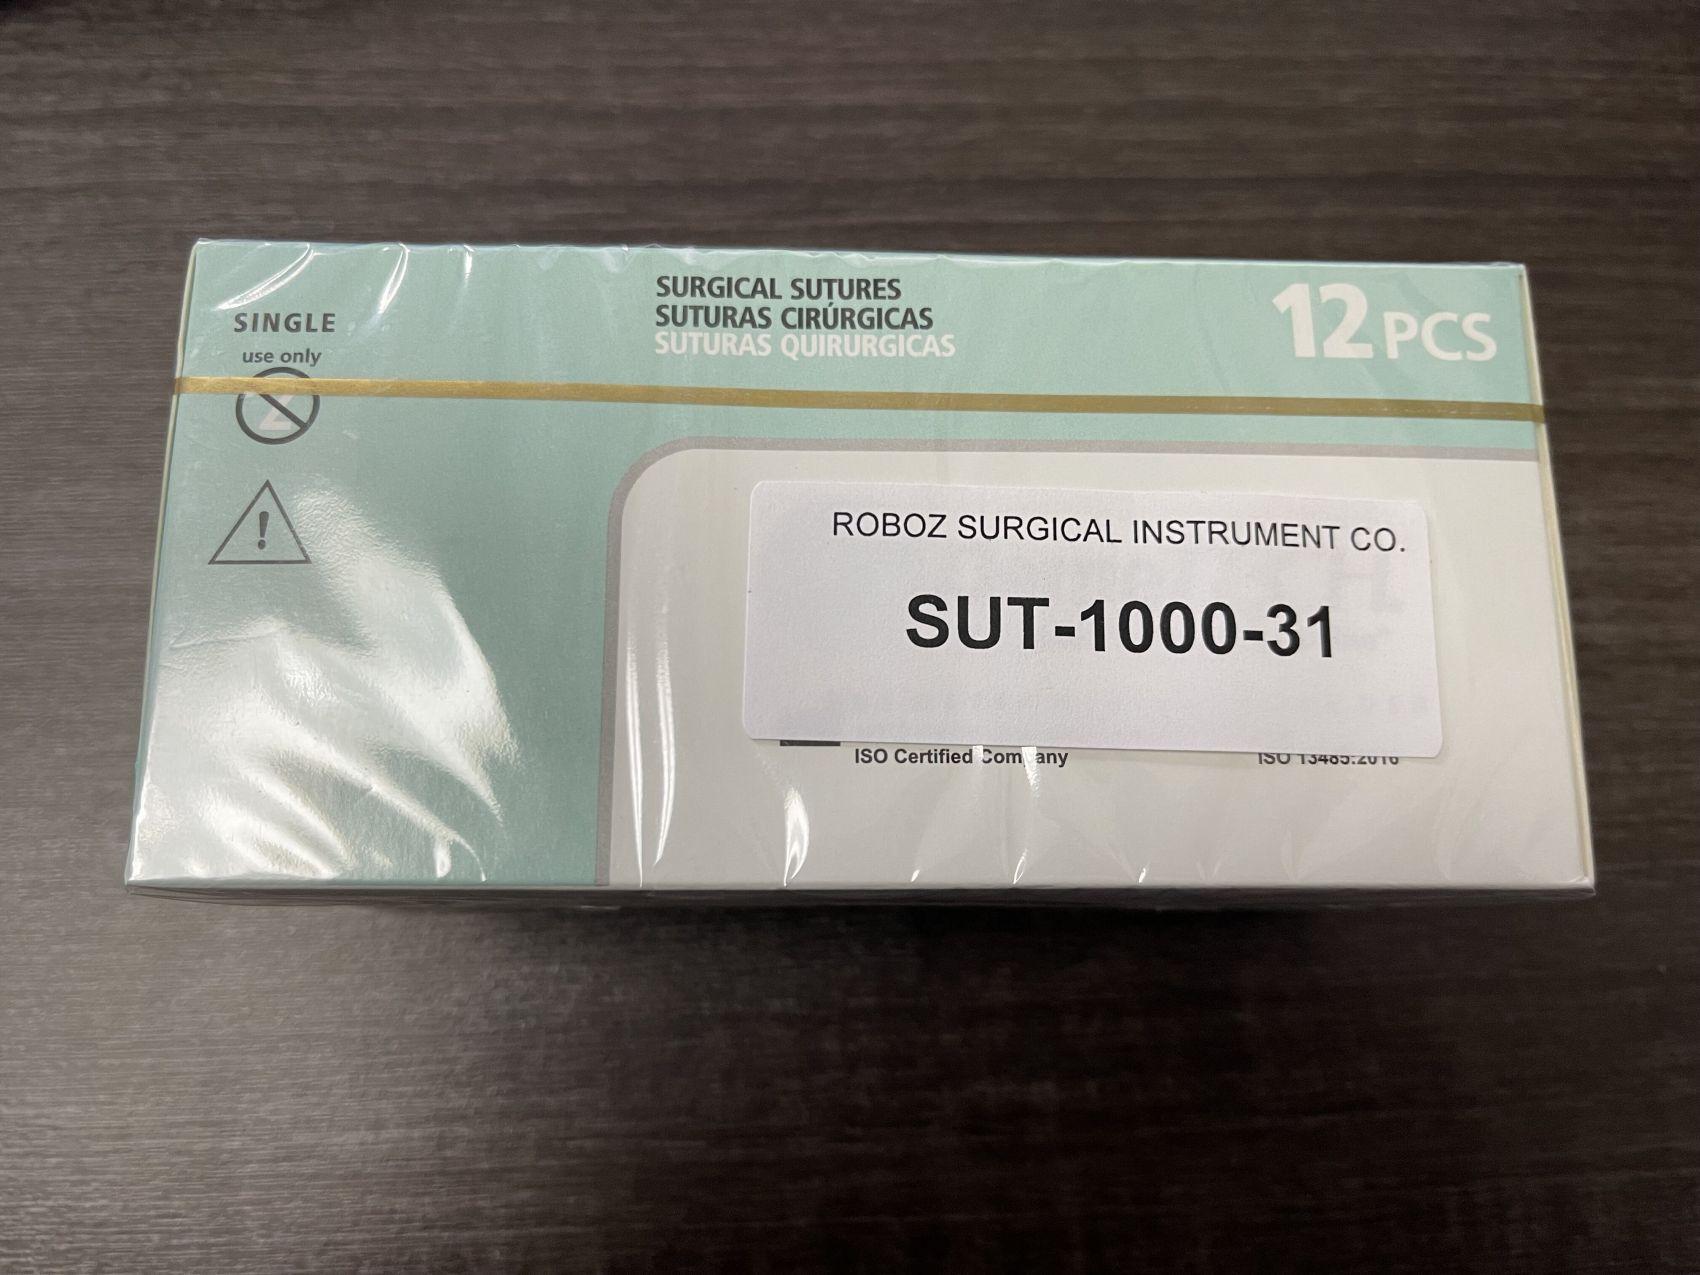 SINGLE
use only
2
SURGICAL SUTURES
SUTURAS CIRÚRGICAS
SUTURAS QUIRURGICAS
12 PCS
!
ROBOZ SURGICAL INSTRUMENT CO.
SUT-1000-31
ISO Certified Company
ISO 13485:2016